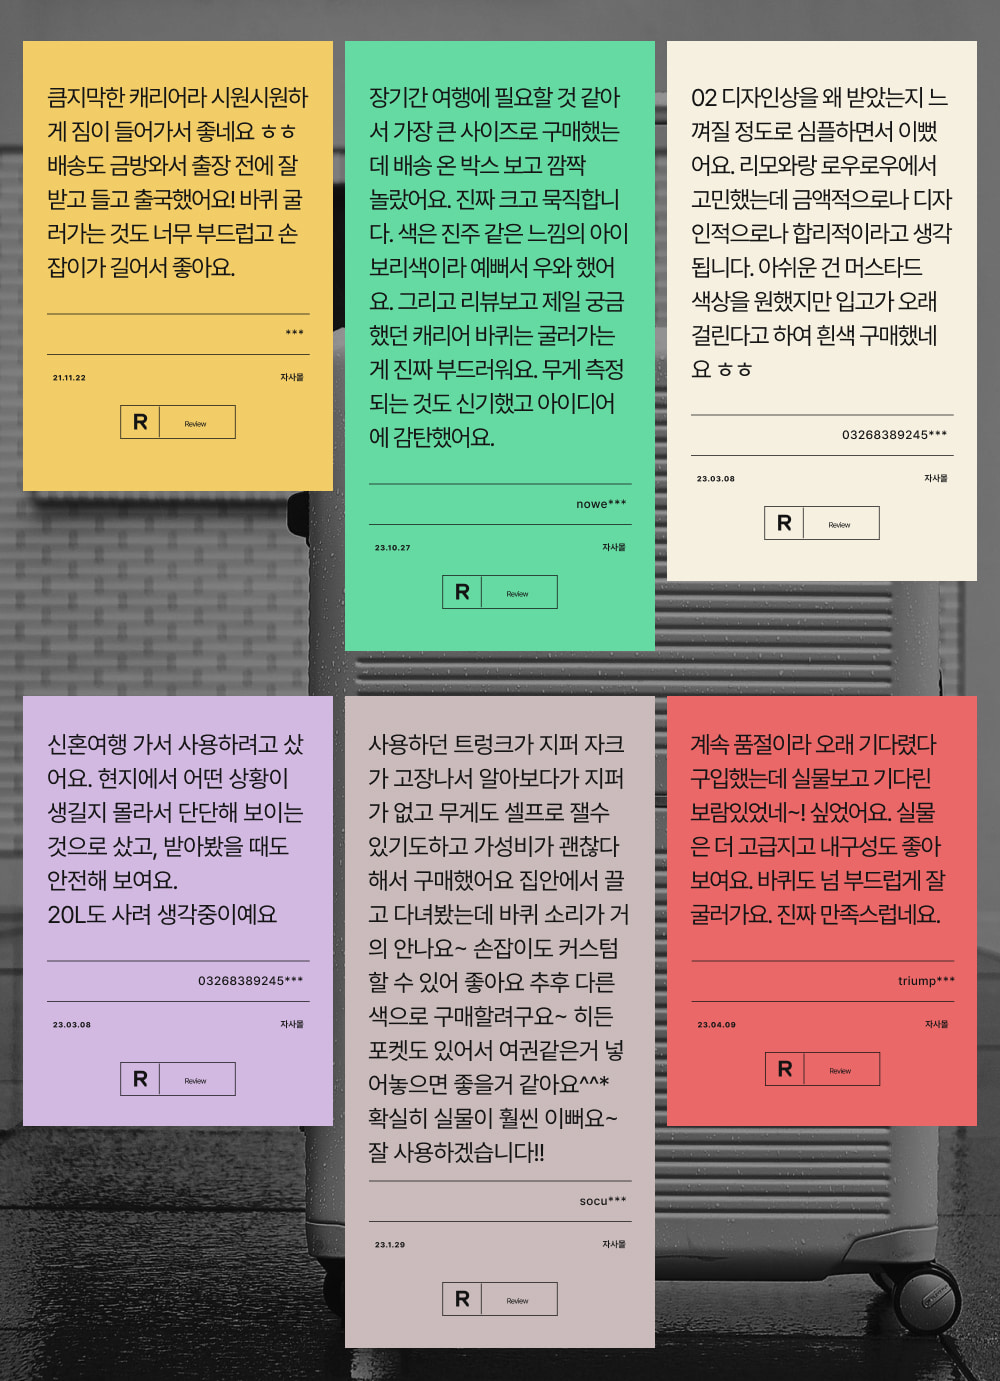 큼지막한 캐리어라 시원시원하
게 짐이 들어가서 좋네요 ㅎㅎ
배송도 금방와서 출장 전에 잘
받고 들고 출국했어요! 바퀴 굴
러가는 것도 너무 부드럽고 손
잡이가 길어서 좋아요.
***
21.11.22 자사몰
R Review
장기간 여행에 필요할 것 같아
서 가장 큰 사이즈로 구매했는
데 배송 온 박스 보고 깜짝
놀랐어요. 진짜 크고 묵직합니
다. 색은 진주 같은 느낌의 아이
보리색이라 예뻐서 우와 했어
요. 그리고 리뷰보고 제일 궁금
했던 캐리어 바퀴는 굴러가는
게 진짜 부드러워요. 무게 측정
되는 것도 신기했고 아이디어
에 감탄했어요.
nowe***
23.10.27 자사몰
R Review
02 디자인상을 왜 받았는지 느
껴질 정도로 심플하면서 이뻤
어요. 리모와랑 로우로우에서
고민했는데 금액적으로나 디자
인적으로나 합리적이라고 생각
됩니다. 아쉬운 건 머스타드
색상을 원했지만 입고가 오래
걸린다고 하여 흰색 구매했네
요 ㅎㅎ
03268389245***
23.03.08 자사몰
R Review
신혼여행 가서 사용하려고 샀
어요. 현지에서 어떤 상황이
생길지 몰라서 단단해 보이는
것으로 샀고, 받아봤을 때도
안전해 보여요.
20L도 사려 생각중이예요
03268389245***
23.03.08 자사몰
R Review
사용하던 트렁크가 지퍼 자크
가 고장나서 알아보다가 지퍼
가 없고 무게도 셀프로 잴수
있기도하고 가성비가 괜찮다
해서 구매했어요 집안에서 끌
고 다녀봤는데 바퀴 소리가 거
의 안나요~ 손잡이도 커스텀
할 수 있어 좋아요 추후 다른
색으로 구매할려구요~ 히든
포켓도 있어서 여권같은거 넣
어놓으면 좋을거 같아요^^*
확실히 실물이 훨씬 이뻐요~
잘 사용하겠습니다!!
socu***
23.1.29 자사몰
R Review
계속 품절이라 오래 기다렸다
구입했는데 실물보고 기다린
보람있었네~! 싶었어요. 실물
은 더 고급지고 내구성도 좋아
보여요. 바퀴도 넘 부드럽게 잘
굴러가요. 진짜 만족스럽네요.
triump***
23.04.09 자사몰
R Review